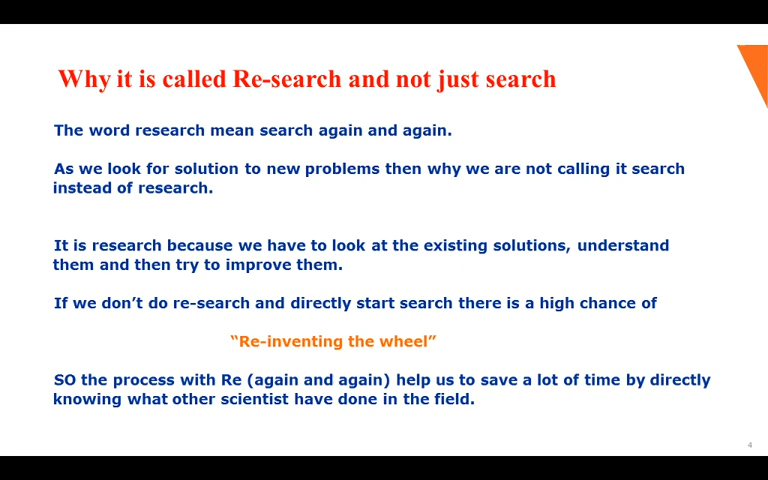 Why it is called Re-search and not just search
The word research mean search again and again.
As we look for solution to new problems then why we are not calling it search
instead of research.
It is research because we have to look at the existing solutions, understand
them and then try to improve them.
If we don’t do re-search and directly start search there is a high chance of
“Re-inventing the wheel”
SO the process with Re (again and again) help us to save a lot of time by directly
knowing what other scientist have done in the field.
4